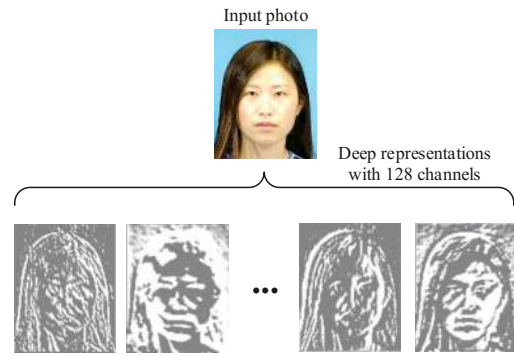 Input photo
Deep representations
with 128 channels